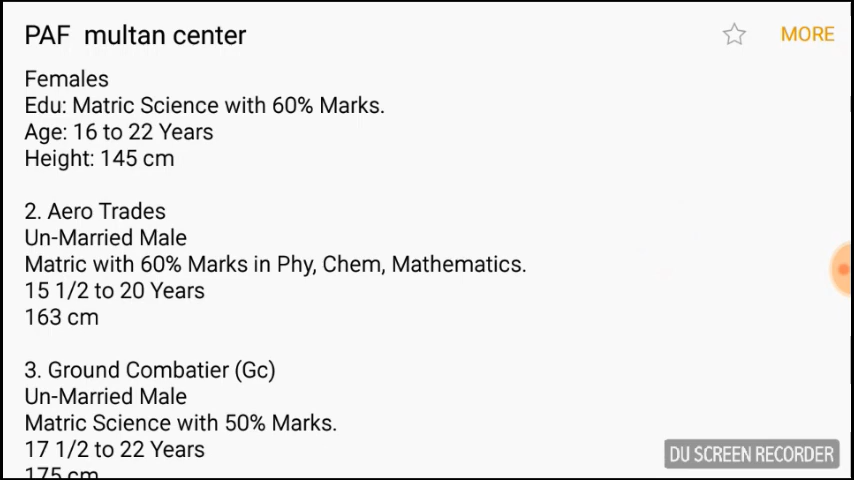 PAF multan center
MORE
Females
Edu: Matric Science with 60% Marks.
Age: 16 to 22 Years
Height: 145 cm
2. Aero Trades
Un-Married Male
Matric with 60% Marks in Phy, Chem, Mathematics.
15 1/2 to 20 Years
163 cm
3. Ground Combatier (Gc)
Un-Married Male
Matric Science with 50% Marks.
17 1/2 to 22 Years
175 cm
DU SCREEN RECORDER